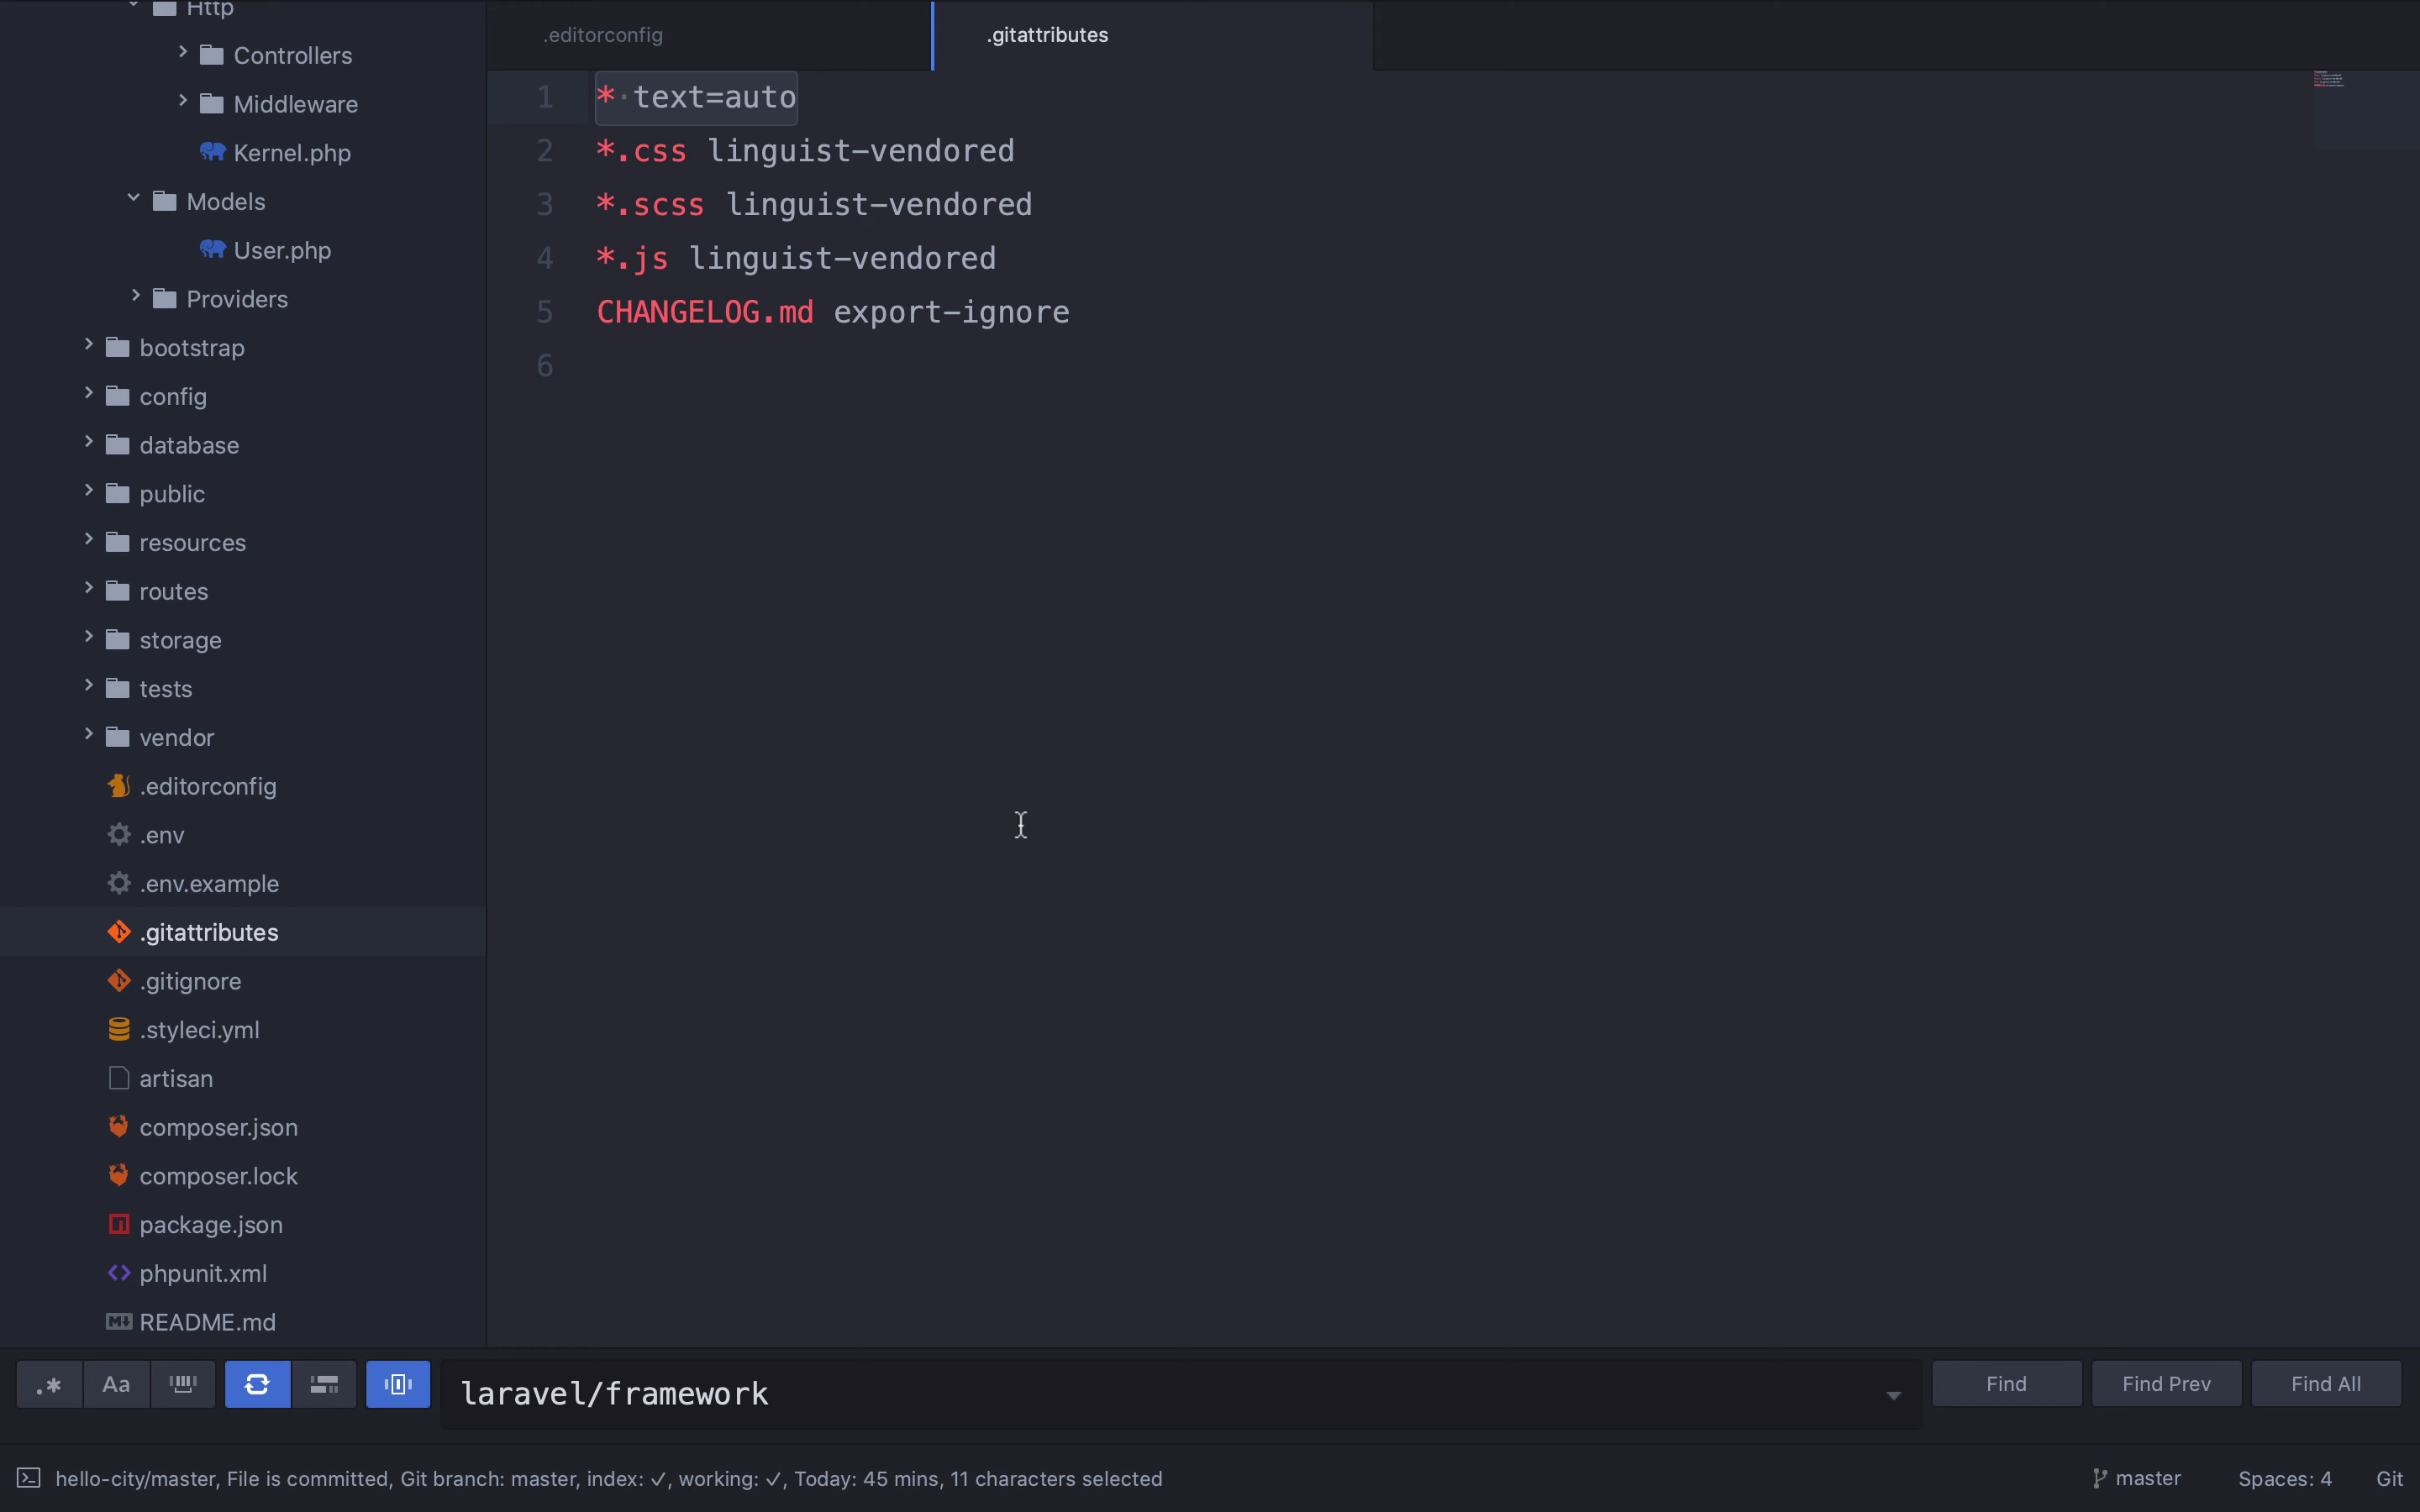 Http
Controllers
Middleware
Kernel.php
Models
User.php
Providers
bootstrap
config
database
public
resources
routes
storage
tests
vendor
.editorconfig
.env
.env.example
.gitattributes
.gitignore
.styleci.yml
artisan
composer.json
composer.lock
package.json
phpunit.xml
README.md
.editorconfig
.gitattributes
1 * text=auto
2 *.css linguist-vendored
3 *.scss linguist-vendored
4 *.js linguist-vendored
5 CHANGELOG.md export-ignore
6
.* Aa laravel/framework Find Find Prev Find All
hello-city/master, File is committed, Git branch: master, index: ✓, working: ✓, Today: 45 mins, 11 characters selected master Spaces: 4 Git